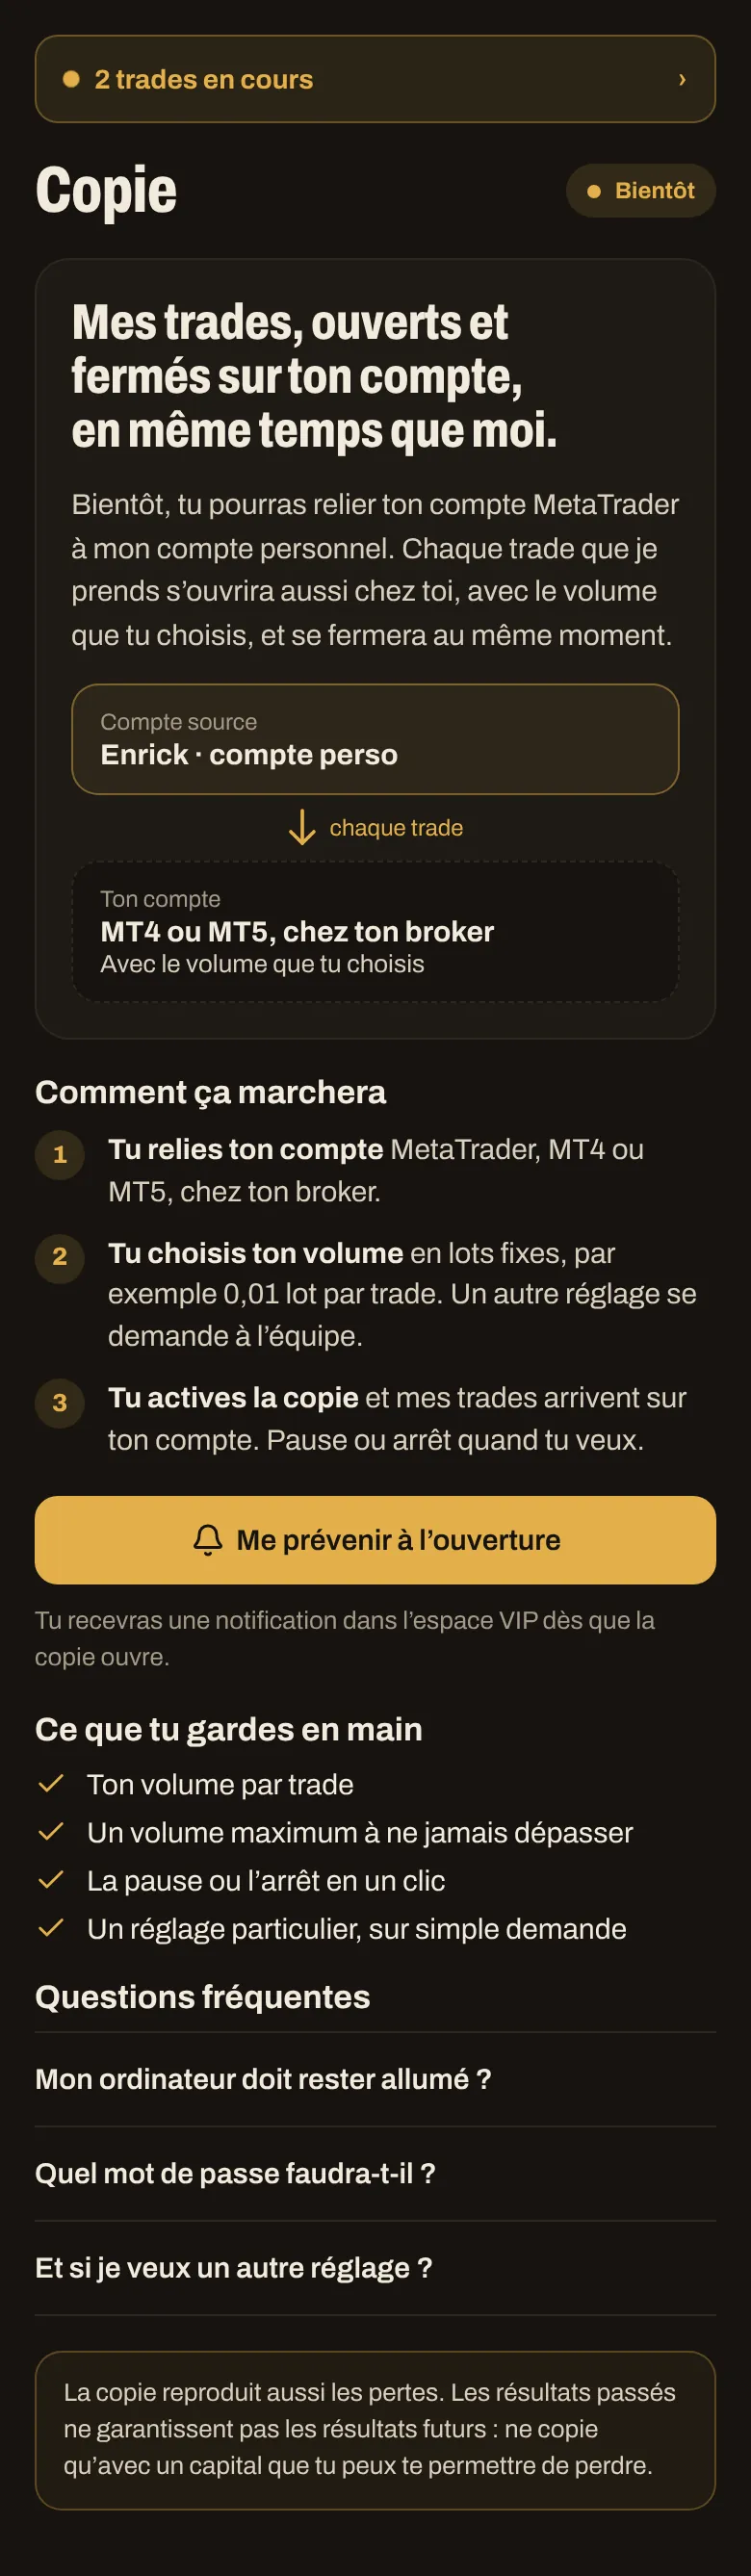 2 trades en cours
Copie
Bientôt
Mes trades, ouverts et
fermés sur ton compte,
en même temps que moi.
Bientôt, tu pourras relier ton compte MetaTrader
à mon compte personnel. Chaque trade que je
prends s’ouvrira aussi chez toi, avec le volume
que tu choisis, et se fermera au même moment.
Compte source
Enrick · compte perso
chaque trade
Ton compte
MT4 ou MT5, chez ton broker
Avec le volume que tu choisis
Comment ça marchera
1
Tu relies ton compte MetaTrader, MT4 ou
MT5, chez ton broker.
2
Tu choisis ton volume en lots fixes, par
exemple 0,01 lot par trade. Un autre réglage se
demande à l’équipe.
3
Tu actives la copie et mes trades arrivent sur
ton compte. Pause ou arrêt quand tu veux.
Me prévenir à l’ouverture
Tu recevras une notification dans l’espace VIP dès que la
copie ouvre.
Ce que tu gardes en main
Ton volume par trade
Un volume maximum à ne jamais dépasser
La pause ou l’arrêt en un clic
Un réglage particulier, sur simple demande
Questions fréquentes
Mon ordinateur doit rester allumé ?
Quel mot de passe faudra-t-il ?
Et si je veux un autre réglage ?
La copie reproduit aussi les pertes. Les résultats passés
ne garantissent pas les résultats futurs : ne copie
qu’avec un capital que tu peux te permettre de perdre.